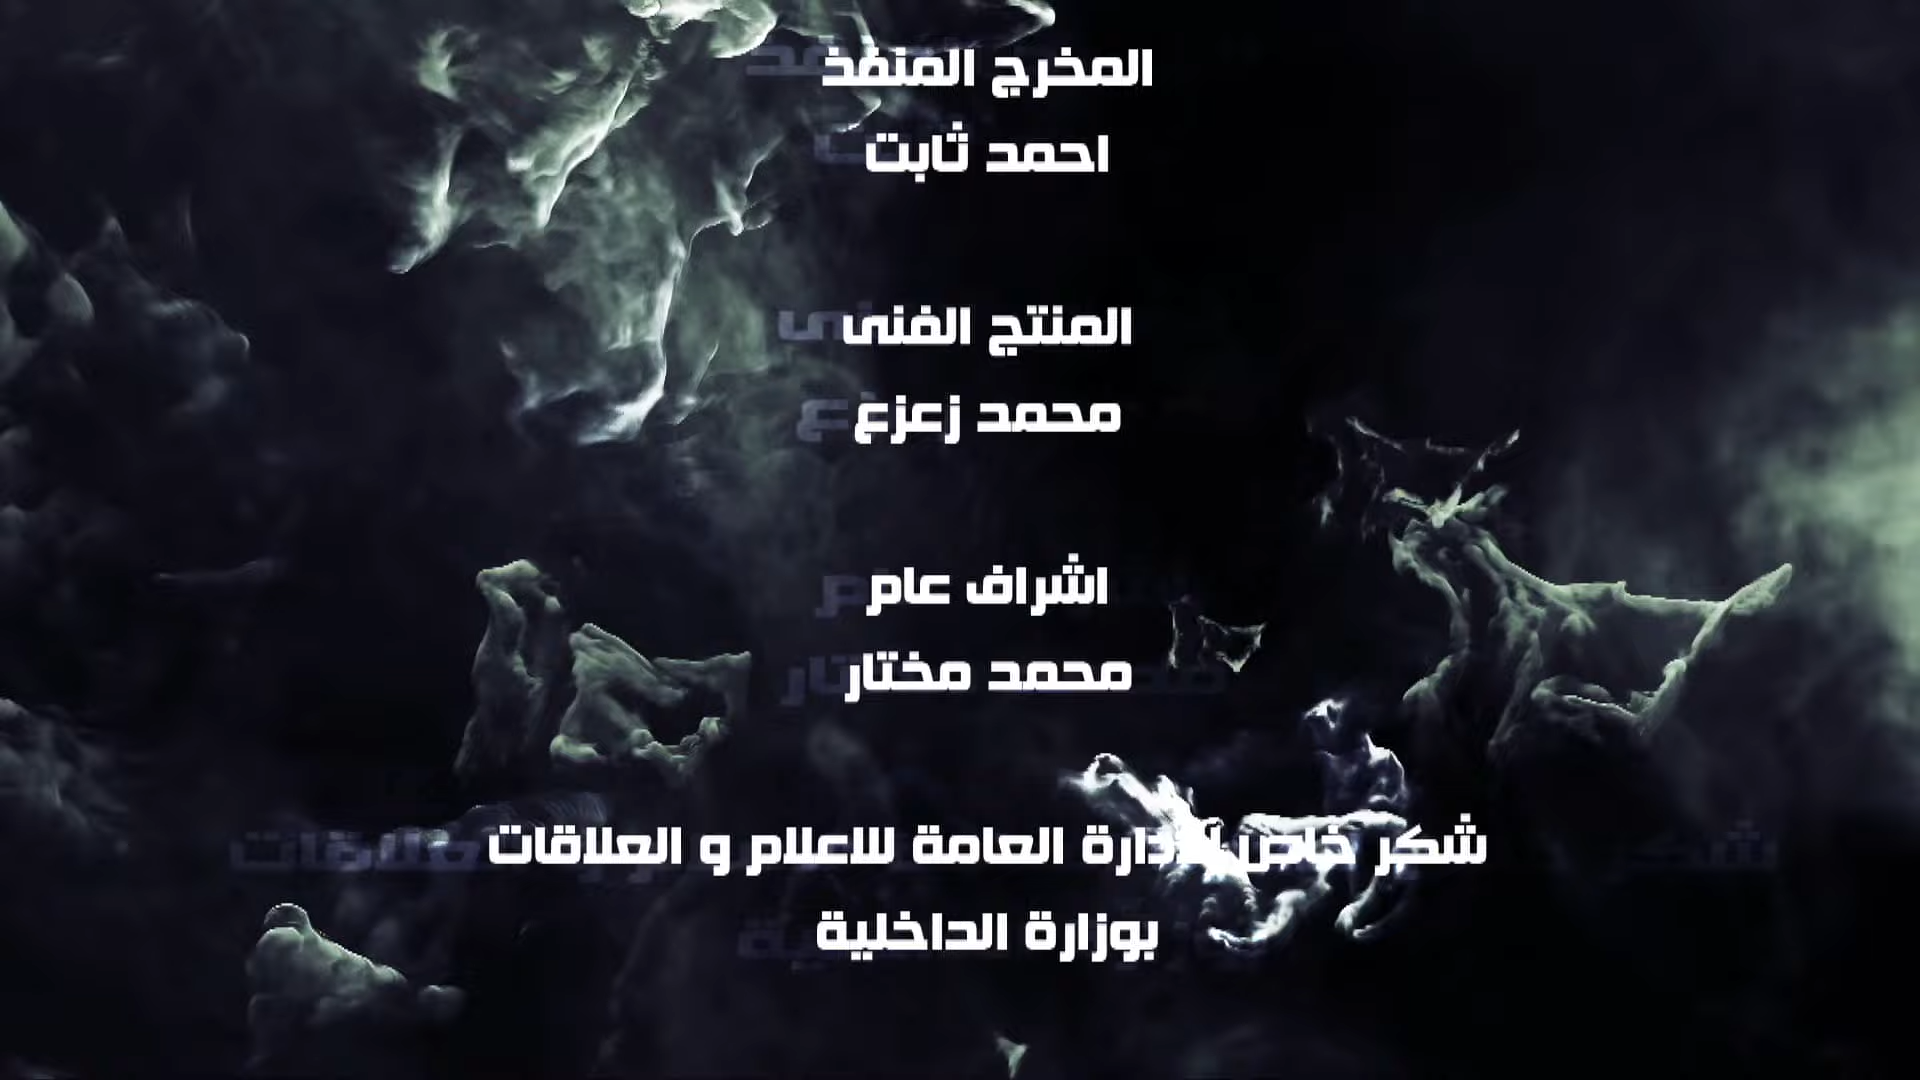 المخرج المنفذ
احمد ثابت
المنتج الفنى
محمد زعزع
اشراف عام
محمد مختار
شكر خاص للادارة العامة للاعلام و العلاقات
بوزارة الداخلية